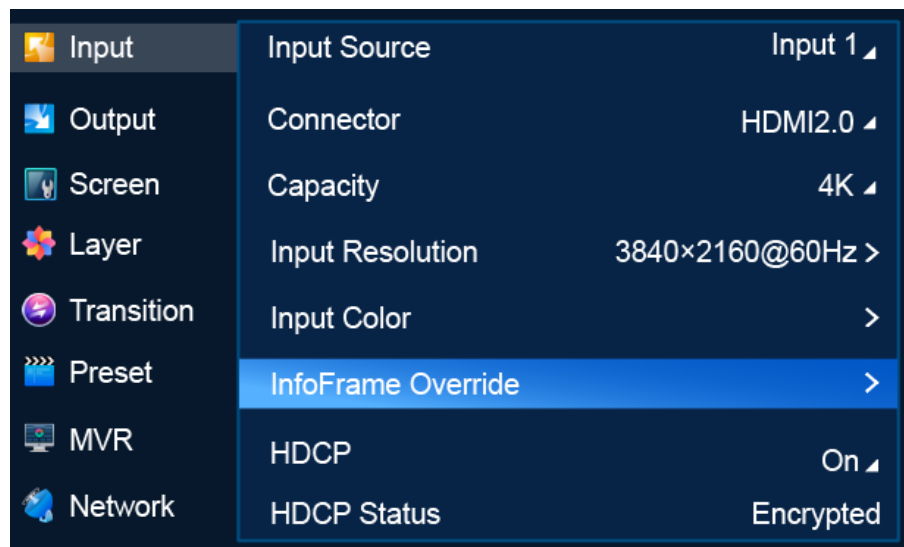 Input
Input Source Input 1
Output
Connector HDMI2.0
Screen
Capacity 4K
Layer
Input Resolution 3840×2160@60Hz >
Transition
Input Color >
Preset
InfoFrame Override >
MVR
HDCP On
Network
HDCP Status Encrypted